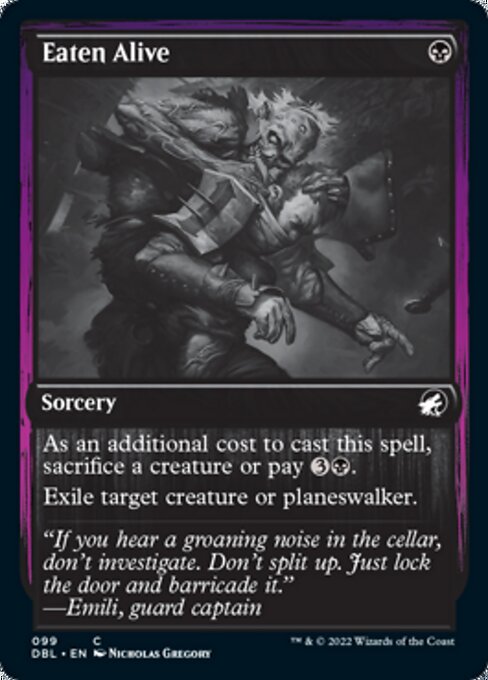 Eaten Alive
Sorcery
As an additional cost to cast this spell,
sacrifice a creature or pay 3.
Exile target creature or planeswalker.
“If you hear a groaning noise in the cellar,
don’t investigate. Don’t split up. Just lock
the door and barricade it.”
—Emili, guard captain
099 C
DBL • EN Nicholas Gregory
™ & © 2022 Wizards of the Coast